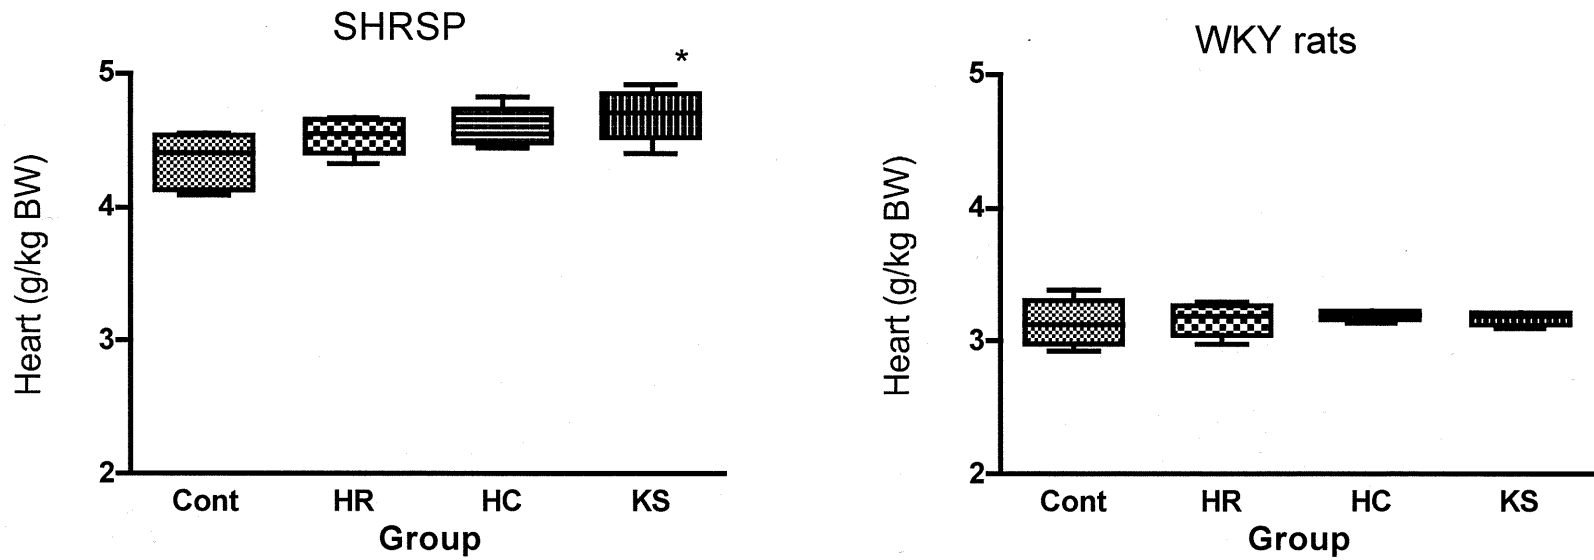 SHRSP
*
5
4
3
2
Heart (g/kg BW)
Cont HR HC KS
Group
WKY rats
5
4
3
2
Heart (g/kg BW)
Cont HR HC KS
Group